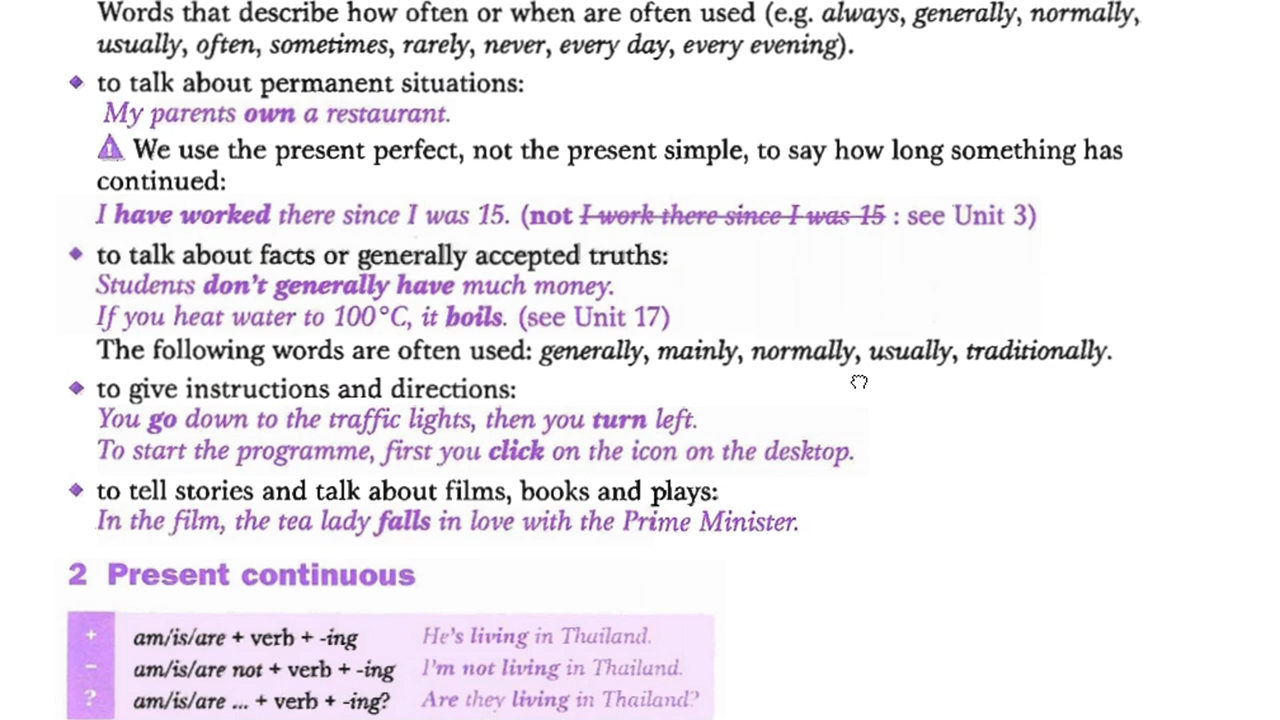 Words that describe how often or when are often used (e.g. always, generally, normally,
usually, often, sometimes, rarely, never, every day, every evening).
◆ to talk about permanent situations:
My parents own a restaurant.
⚠ We use the present perfect, not the present simple, to say how long something has
continued:
I have worked there since I was 15. (not I work there since I was 15 : see Unit 3)
◆ to talk about facts or generally accepted truths:
Students don't generally have much money.
If you heat water to 100°C, it boils. (see Unit 17)
The following words are often used: generally, mainly, normally, usually, traditionally.
◆ to give instructions and directions:
You go down to the traffic lights, then you turn left.
To start the programme, first you click on the icon on the desktop.
◆ to tell stories and talk about films, books and plays:
In the film, the tea lady falls in love with the Prime Minister.
2 Present continuous
+ am/is/are + verb + -ing He's living in Thailand.
– am/is/are not + verb + -ing I'm not living in Thailand.
? am/is/are ... + verb + -ing? Are they living in Thailand?